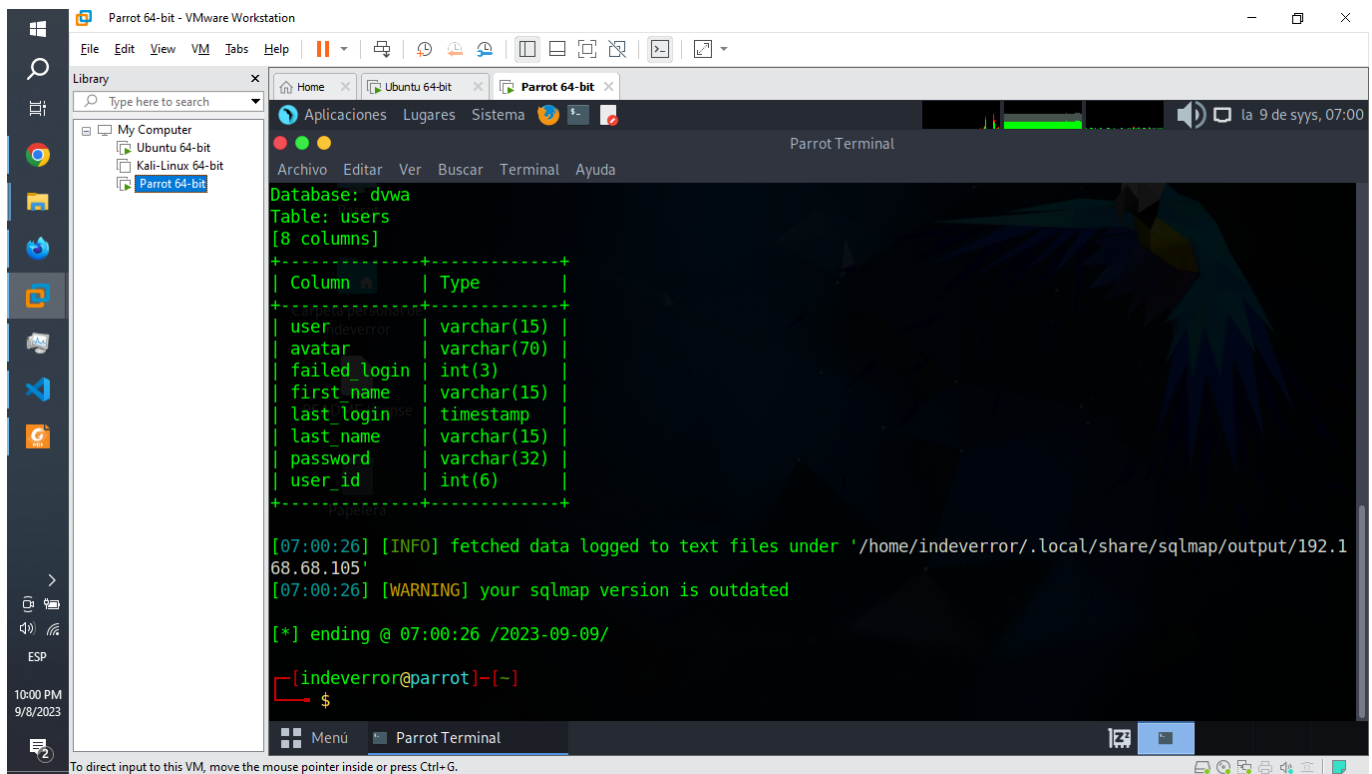 Parrot 64-bit - VMware Workstation
File Edit View VM Tabs Help
Library
Type here to search
My Computer
Ubuntu 64-bit
Kali-Linux 64-bit
Parrot 64-bit
Home Ubuntu 64-bit Parrot 64-bit
Aplicaciones Lugares Sistema la 9 de syys, 07:00
Parrot Terminal
Archivo Editar Ver Buscar Terminal Ayuda
Database: dvwa
Table: users
[8 columns]
+--------------+-------------+
| Column | Type |
+--------------+-------------+
| user | varchar(15) |
| avatar | varchar(70) |
| failed_login | int(3) |
| first_name | varchar(15) |
| last_login | timestamp |
| last_name | varchar(15) |
| password | varchar(32) |
| user_id | int(6) |
+--------------+-------------+
Carpeta personal de
indeverror
Papelera
[07:00:26] [INFO] fetched data logged to text files under '/home/indeverror/.local/share/sqlmap/output/192.1
68.68.105'
[07:00:26] [WARNING] your sqlmap version is outdated
[*] ending @ 07:00:26 /2023-09-09/
[indeverror@parrot]-[~]
$
Menú Parrot Terminal
ESP
10:00 PM
9/8/2023
2
To direct input to this VM, move the mouse pointer inside or press Ctrl+G.